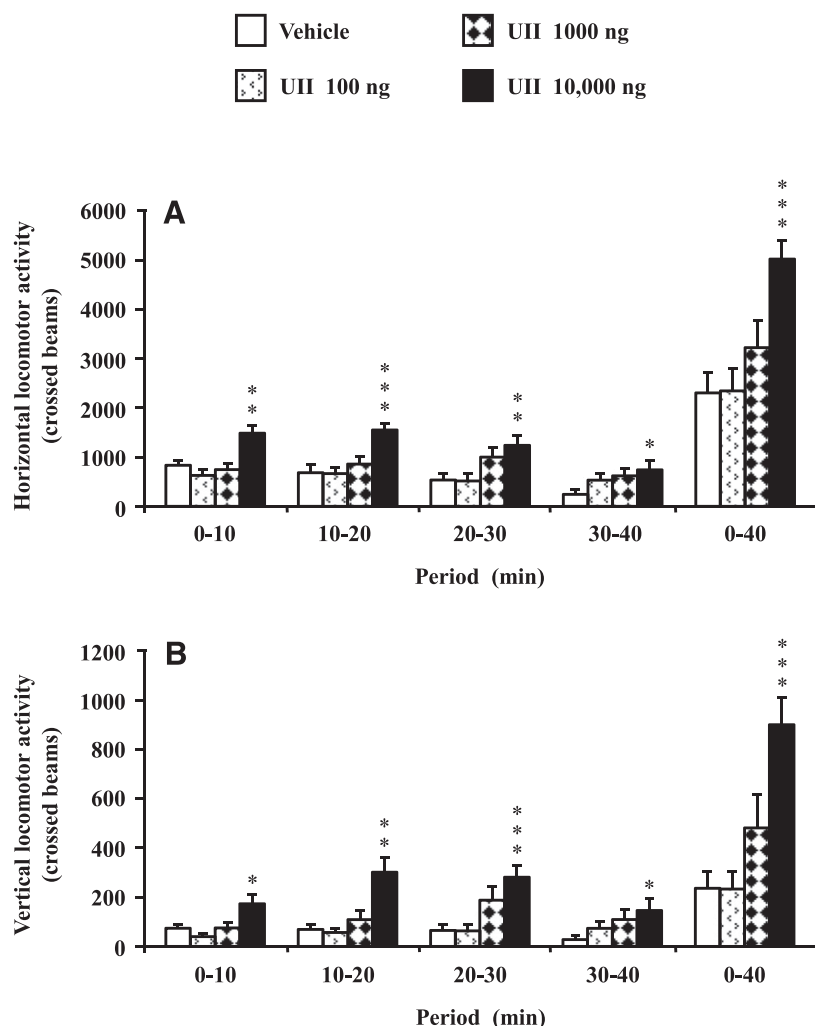 Vehicle
UII 1000 ng
UII 100 ng
UII 10,000 ng
A
Horizontal locomotor activity
(crossed beams)
6000
5000
4000
3000
2000
1000
0
* *
* * *
* *
*
* * *
0-10
10-20
20-30
30-40
0-40
Period (min)
B
Vertical locomotor activity
(crossed beams)
1200
1000
800
600
400
200
0
*
* *
* * *
*
* * *
0-10
10-20
20-30
30-40
0-40
Period (min)